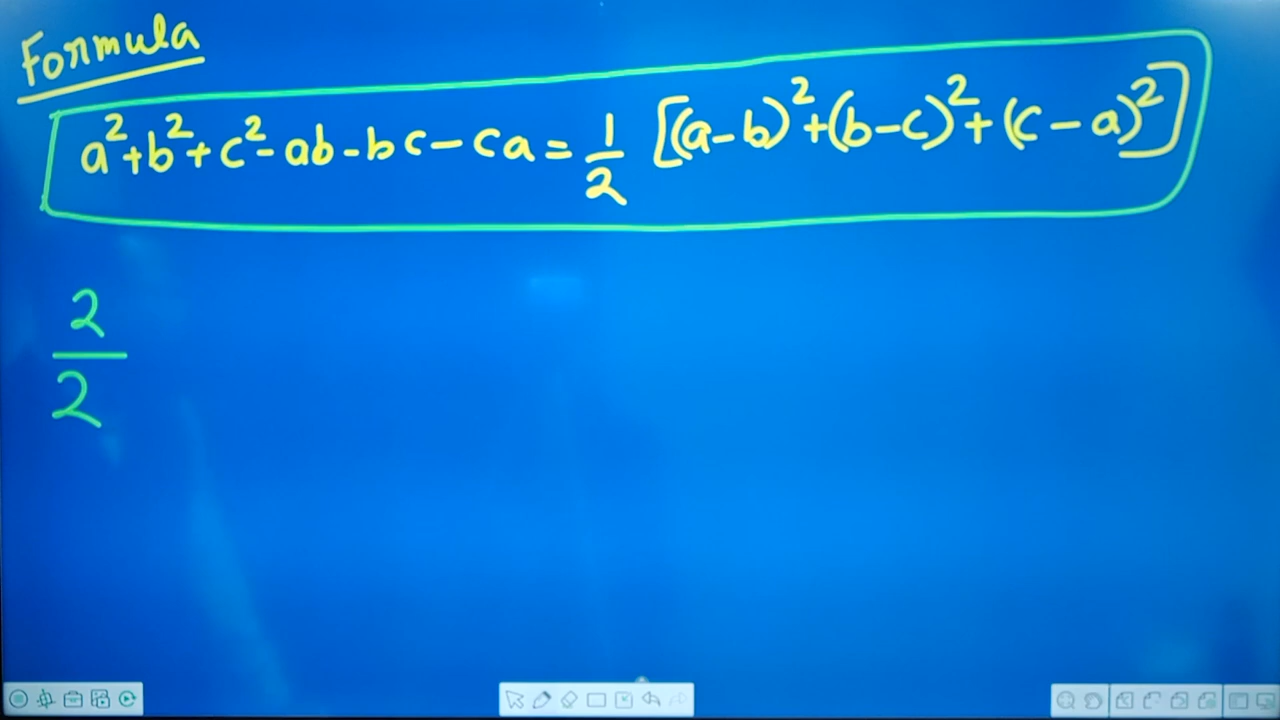 Formula
a²+b²+c²-ab-bc-ca=1/2 [(a-b)²+(b-c)²+(c-a)²]
2
2